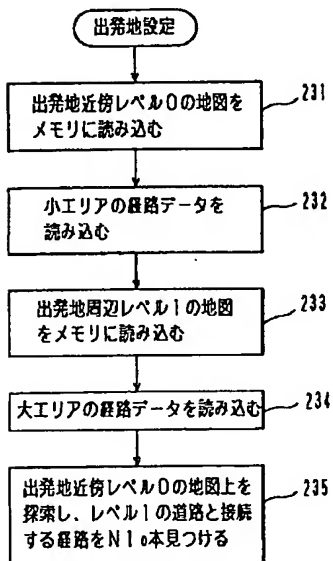 出発地設定
出発地近傍レベル0の地図を
メモリに読み込む
231
小エリアの経路データを
読み込む
232
出発地周辺レベル1の地図
をメモリに読み込む
233
大エリアの経路データを読み込む
234
出発地近傍レベル0の地図上を
探索し、レベル1の道路と接続
する経路をN1o本見つける
235